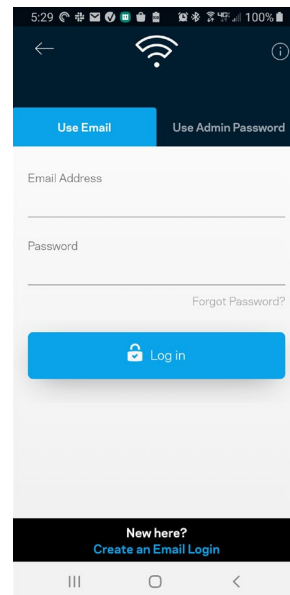 5:29 100%
Use Email Use Admin Password
Email Address
Password
Forgot Password?
Log in
New here?
Create an Email Login